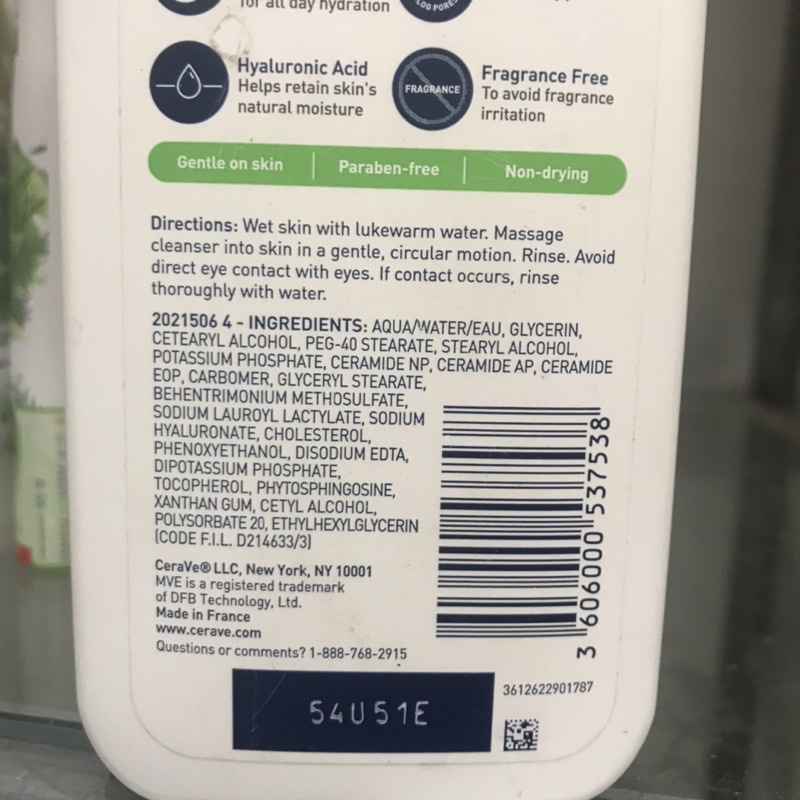 for all day hydration
LOG PORES
Hyaluronic Acid
Helps retain skin's
natural moisture
FRAGRANCE
Fragrance Free
To avoid fragrance
irritation
Gentle on skin | Paraben-free | Non-drying
Directions: Wet skin with lukewarm water. Massage
cleanser into skin in a gentle, circular motion. Rinse. Avoid
direct eye contact with eyes. If contact occurs, rinse
thoroughly with water.
2021506 4 - INGREDIENTS: AQUA/WATER/EAU, GLYCERIN,
CETEARYL ALCOHOL, PEG-40 STEARATE, STEARYL ALCOHOL,
POTASSIUM PHOSPHATE, CERAMIDE NP, CERAMIDE AP, CERAMIDE
EOP, CARBOMER, GLYCERYL STEARATE,
BEHENTRIMONIUM METHOSULFATE,
SODIUM LAUROYL LACTYLATE, SODIUM
HYALURONATE, CHOLESTEROL,
PHENOXYETHANOL, DISODIUM EDTA,
DIPOTASSIUM PHOSPHATE,
TOCOPHEROL, PHYTOSPHINGOSINE,
XANTHAN GUM, CETYL ALCOHOL,
POLYSORBATE 20, ETHYLHEXYLGLYCERIN
(CODE F.I.L. D214633/3)
3 606000 537538
CeraVe® LLC, New York, NY 10001
MVE is a registered trademark
of DFB Technology, Ltd.
Made in France
www.cerave.com
Questions or comments? 1-888-768-2915
54U51E
3612622901787